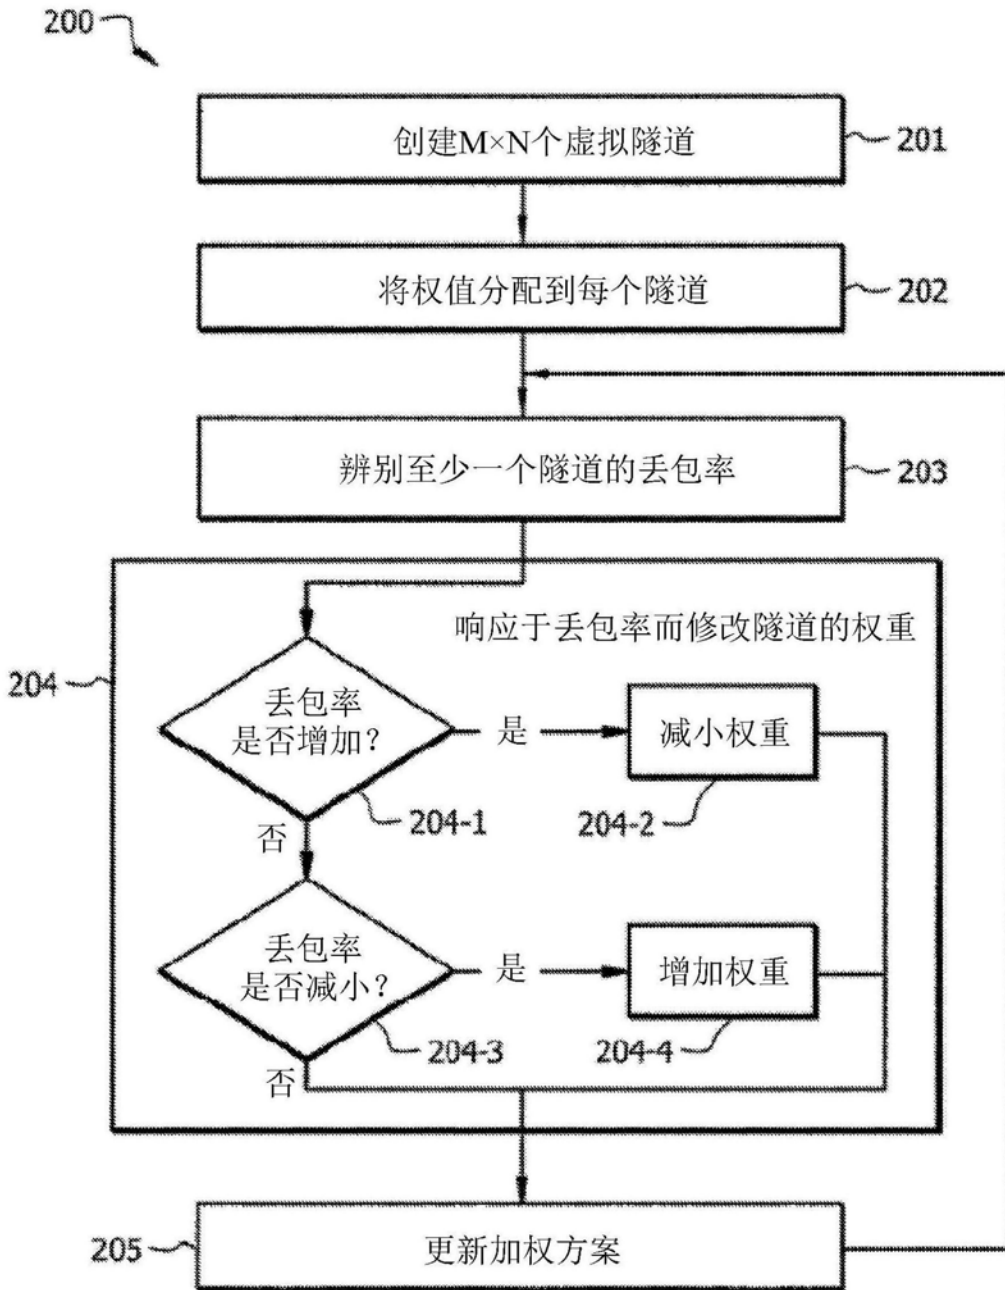 200
创建M×N个虚拟隧道
201
将权值分配到每个隧道
202
辨别至少一个隧道的丢包率
203
响应于丢包率而修改隧道的权重
204
丢包率
是否增加?
是
减小权重
204-1
204-2
否
丢包率
是否减小?
是
增加权重
204-3
204-4
否
更新加权方案
205